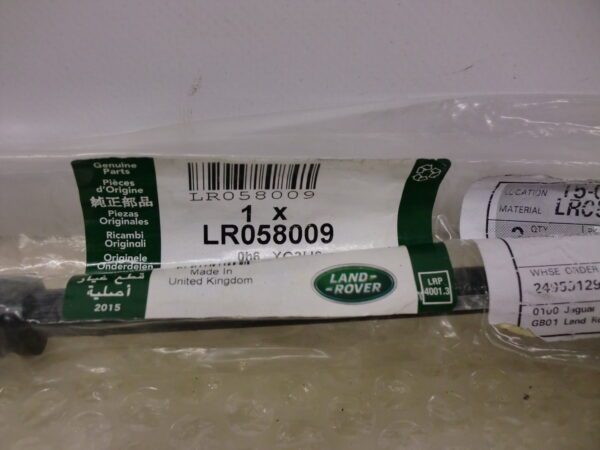 Genuine
Parts
Pièces
d'Origine
純正部品
Piezas
Originales
Ricambi
Originali
Originele
Onderdelen
قطع غيار
أصلية
2015
LR058009
1 x
LR058009
Made In
United Kingdom
LAND-
-ROVER
LRP
4001.3
LOCATION
MATERIAL
QTY
WHSE ORDER
0100 Jaguar
GB01 Land